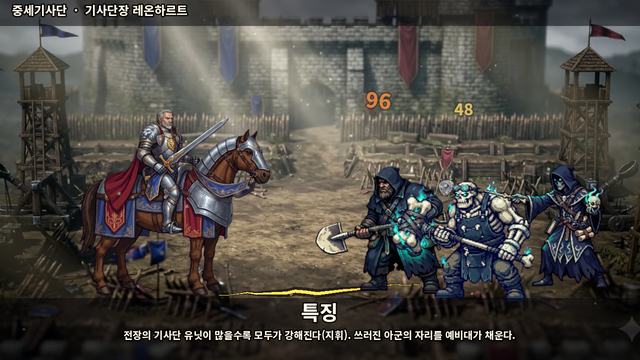 중세기사단 · 기사단장 레온하르트
96
48
특징
전장의 기사단 유닛이 많을수록 모두가 강해진다(지휘). 쓰러진 아군의 자리를 예비대가 채운다.